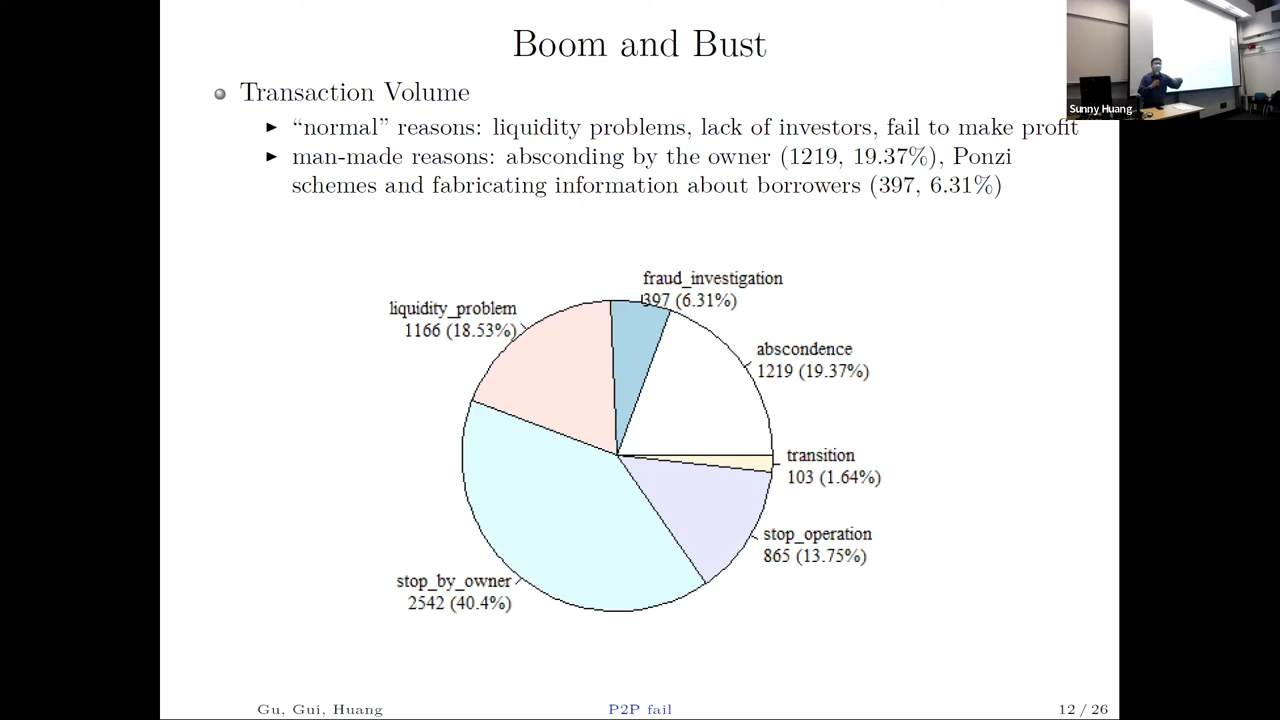 Boom and Bust
Transaction Volume
“normal” reasons: liquidity problems, lack of investors, fail to make profit
man-made reasons: absconding by the owner (1219, 19.37%), Ponzi
schemes and fabricating information about borrowers (397, 6.31%)
Sunny Huang
fraud_investigation
397 (6.31%)
liquidity_problem
1166 (18.53%)
abscondence
1219 (19.37%)
transition
103 (1.64%)
stop_operation
865 (13.75%)
stop_by_owner
2542 (40.4%)
Gu, Gui, Huang
P2P fail
12 / 26